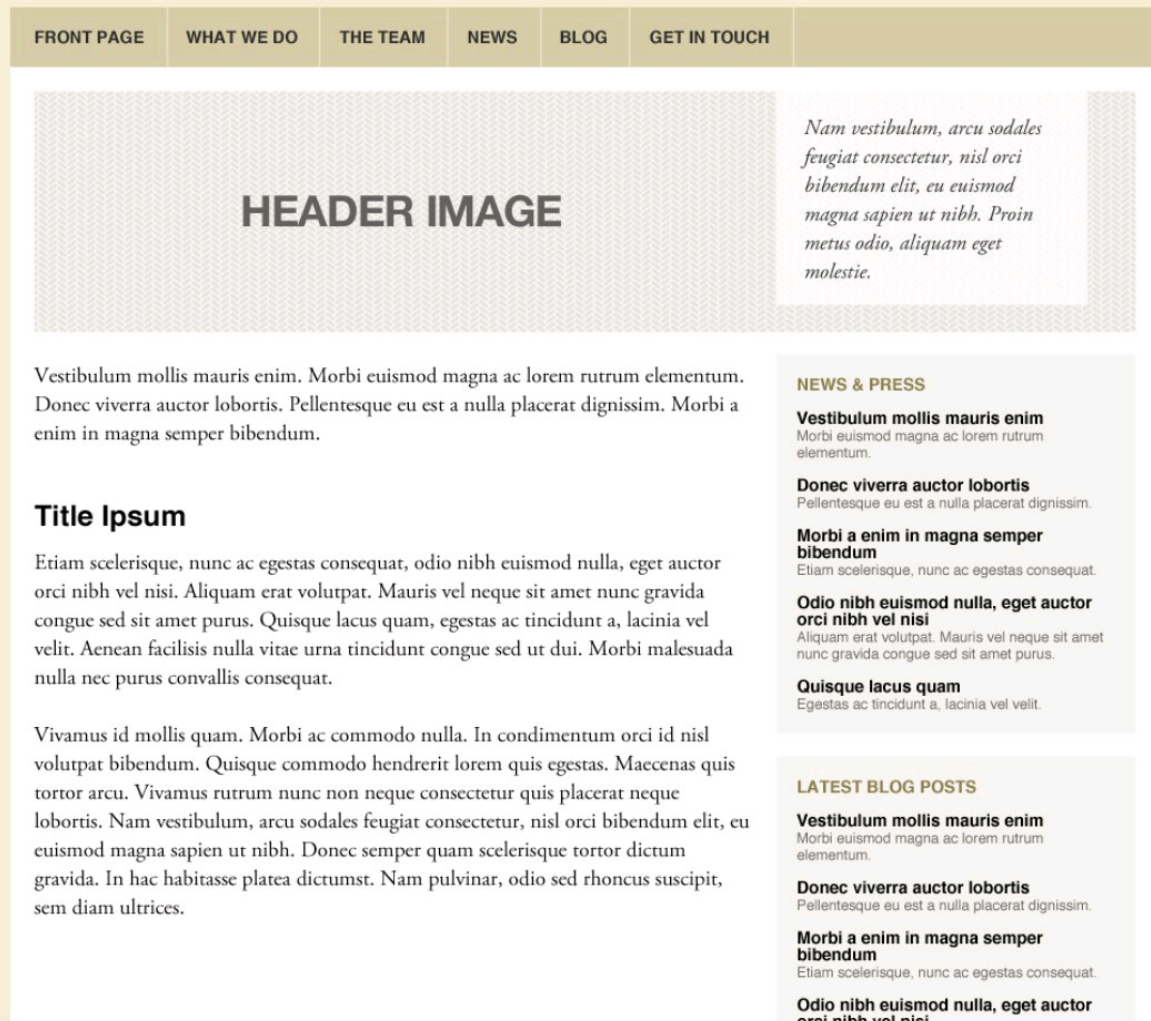 FRONT PAGE WHAT WE DO THE TEAM NEWS BLOG GET IN TOUCH
HEADER IMAGE
Nam vestibulum, arcu sodales
feugiat consectetur, nisl orci
bibendum elit, eu euismod
magna sapien ut nibh. Proin
metus odio, aliquam eget
molestie.
Vestibulum mollis mauris enim. Morbi euismod magna ac lorem rutrum elementum.
Donec viverra auctor lobortis. Pellentesque eu est a nulla placerat dignissim. Morbi a
enim in magna semper bibendum.
Title Ipsum
Etiam scelerisque, nunc ac egestas consequat, odio nibh euismod nulla, eget auctor
orci nibh vel nisi. Aliquam erat volutpat. Mauris vel neque sit amet nunc gravida
congue sed sit amet purus. Quisque lacus quam, egestas ac tincidunt a, lacinia vel
velit. Aenean facilisis nulla vitae urna tincidunt congue sed ut dui. Morbi malesuada
nulla nec purus convallis consequat.
Vivamus id mollis quam. Morbi ac commodo nulla. In condimentum orci id nisl
volutpat bibendum. Quisque commodo hendrerit lorem quis egestas. Maecenas quis
tortor arcu. Vivamus rutrum nunc non neque consectetur quis placerat neque
lobortis. Nam vestibulum, arcu sodales feugiat consectetur, nisl orci bibendum elit, eu
euismod magna sapien ut nibh. Donec semper quam scelerisque tortor dictum
gravida. In hac habitasse platea dictumst. Nam pulvinar, odio sed rhoncus suscipit,
sem diam ultrices.
NEWS & PRESS
Vestibulum mollis mauris enim
Morbi euismod magna ac lorem rutrum
elementum.
Donec viverra auctor lobortis
Pellentesque eu est a nulla placerat dignissim.
Morbi a enim in magna semper
bibendum
Etiam scelerisque, nunc ac egestas consequat.
Odio nibh euismod nulla, eget auctor
orci nibh vel nisi
Aliquam erat volutpat. Mauris vel neque sit amet
nunc gravida congue sed sit amet purus.
Quisque lacus quam
Egestas ac tincidunt a, lacinia vel velit.
LATEST BLOG POSTS
Vestibulum mollis mauris enim
Morbi euismod magna ac lorem rutrum
elementum.
Donec viverra auctor lobortis
Pellentesque eu est a nulla placerat dignissim.
Morbi a enim in magna semper
bibendum
Etiam scelerisque, nunc ac egestas consequat.
Odio nibh euismod nulla, eget auctor
orci nibh vel nisi